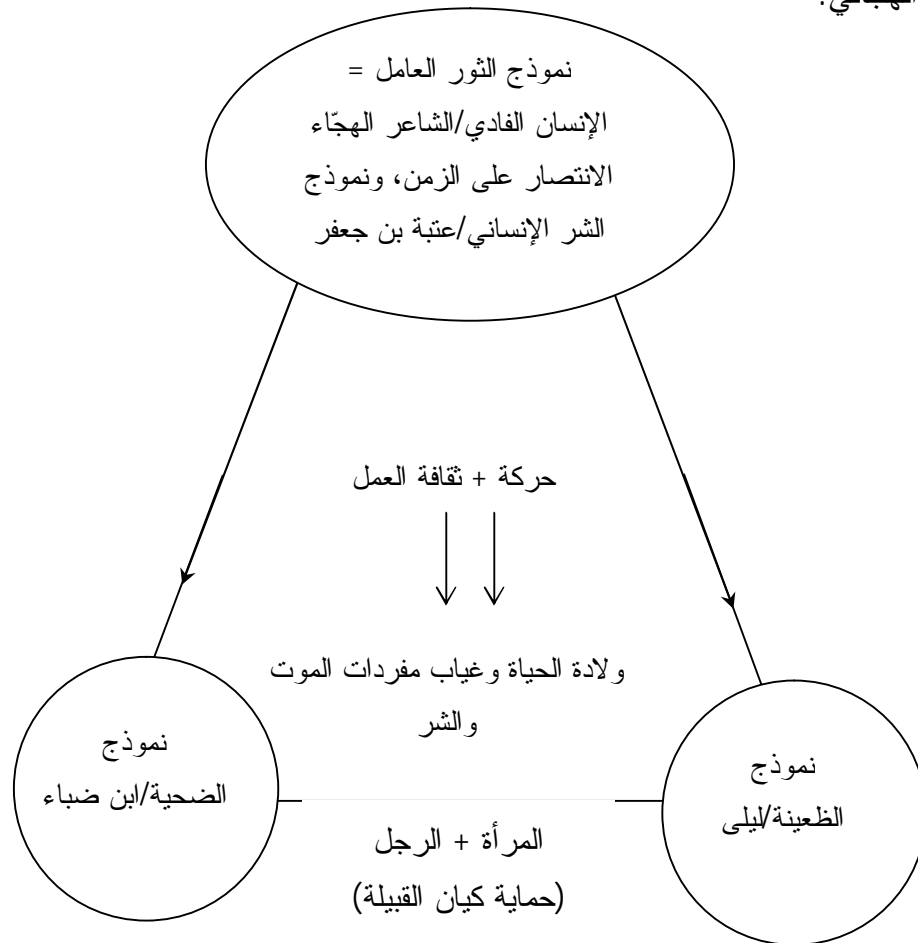 نموذج الثور العامل =
الإنسان الفادي/الشاعر الهجّاء
الانتصار على الزمن، ونموذج
الشر الإنساني/عتبة بن جعفر
حركة + ثقافة العمل
ولادة الحياة وغياب مفردات الموت
والشر
نموذج
الظعينة/ليلى
نموذج
الضحية/ابن ضباء
المرأة + الرجل
(حماية كيان القبيلة)